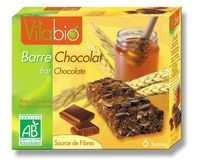 Vitabio
Barre Chocolat
Bar Chocolate
AB
Source de Fibres
6 barres